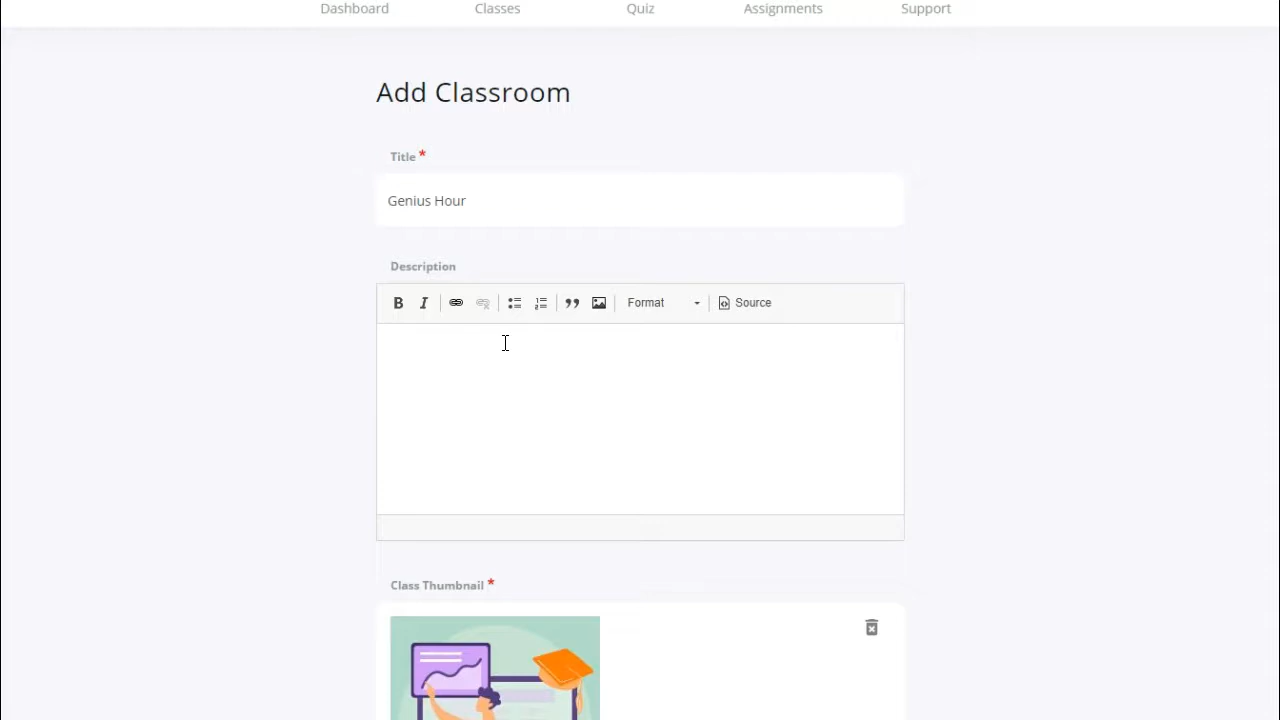 Dashboard Classes Quiz Assignments Support
Add Classroom
Title *
Genius Hour
Description
B I Format Source
Class Thumbnail *